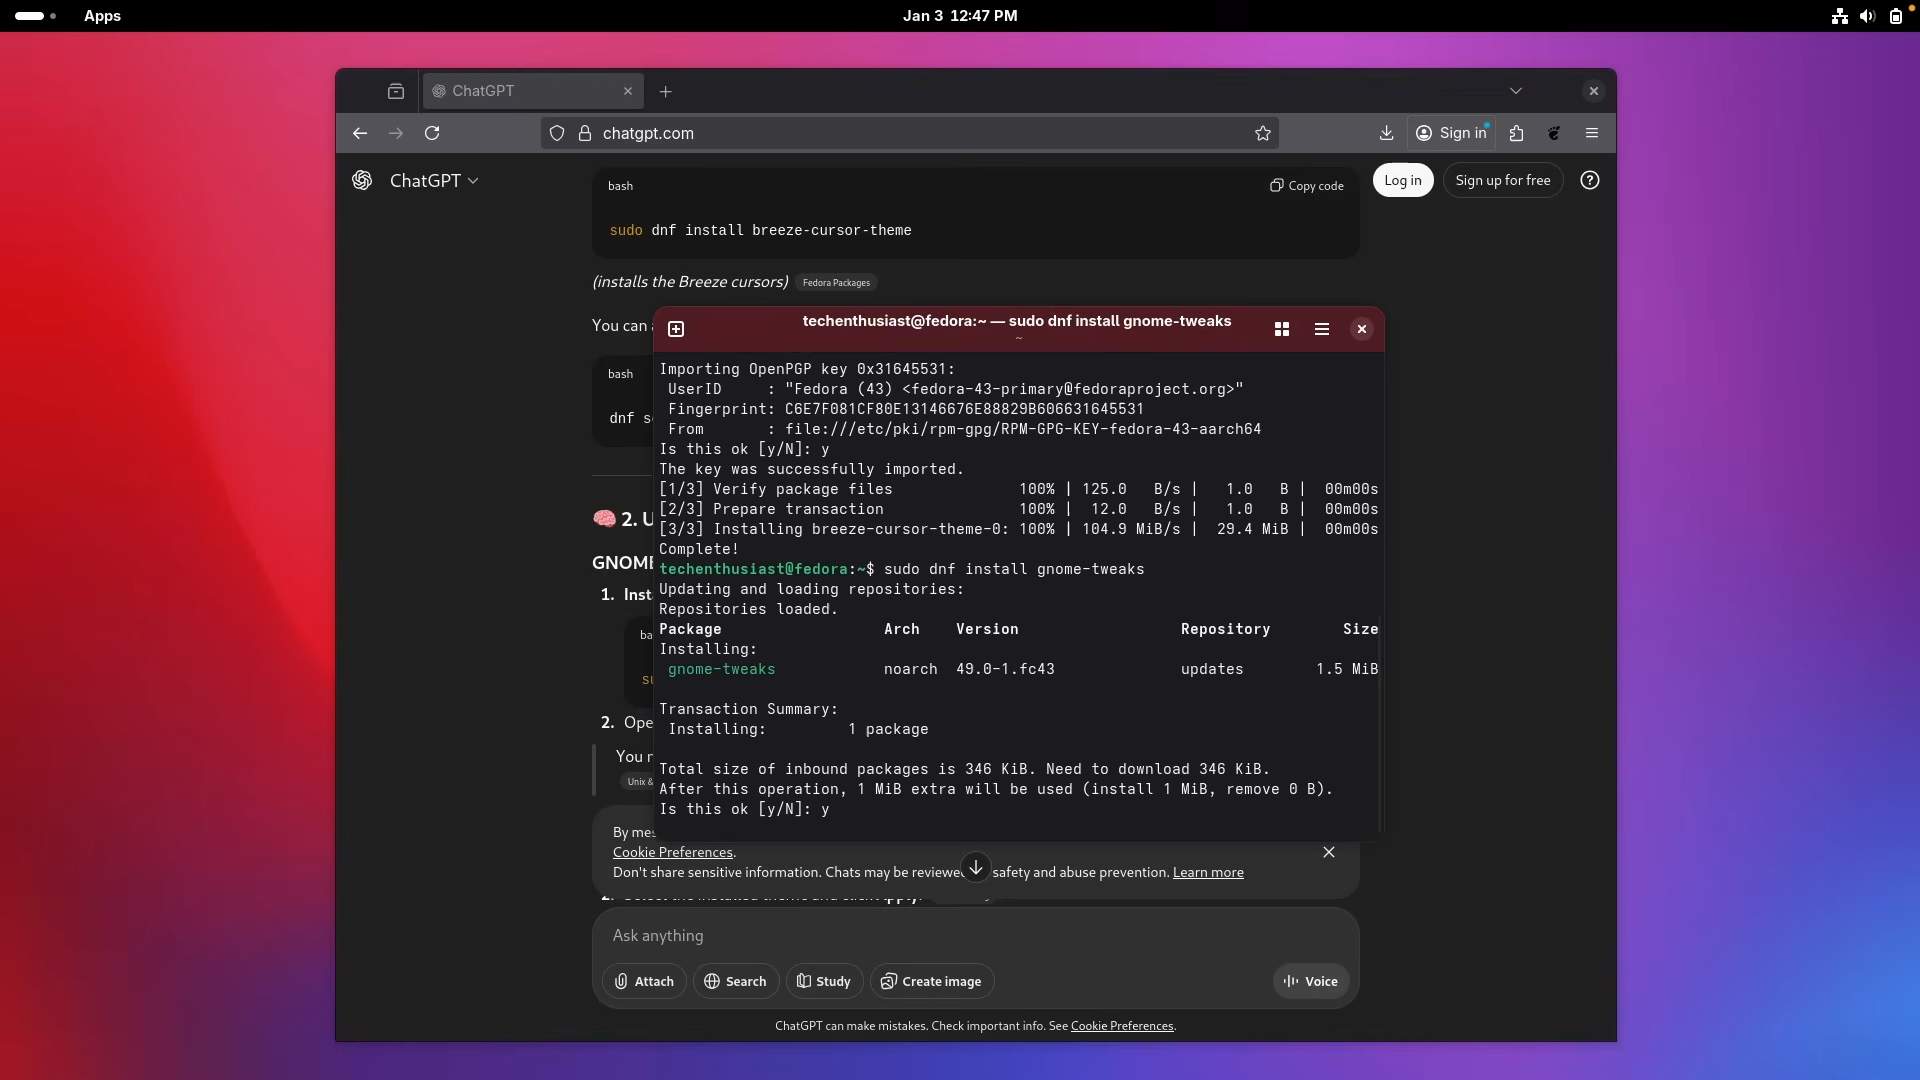 Apps
Jan 3 12:47 PM
ChatGPT
Sign in
chatgpt.com
ChatGPT
Log in
Sign up for free
bash
Copy code
sudo dnf install breeze-cursor-theme
(installs the Breeze cursors) Fedora Packages
You can
bash
dnf
🧠 2.
GNOME
1.
2.
You
Unix &
techenthusiast@fedora:~ — sudo dnf install gnome-tweaks
~
Importing OpenPGP key 0x31645531:
UserID     : "Fedora (43) <fedora-43-primary@fedoraproject.org>"
Fingerprint: C6E7F081CF80E13146676E88829B606631645531
From       : file:///etc/pki/rpm-gpg/RPM-GPG-KEY-fedora-43-aarch64
Is this ok [y/N]: y
The key was successfully imported.
[1/3] Verify package files              100% | 125.0   B/s |   1.0   B |  00m00s
[2/3] Prepare transaction               100% |  12.0   B/s |   1.0   B |  00m00s
[3/3] Installing breeze-cursor-theme-0: 100% | 104.9 MiB/s |  29.4 MiB |  00m00s
Complete!
techenthusiast@fedora:~$ sudo dnf install gnome-tweaks
Updating and loading repositories:
Repositories loaded.
Package                  Arch    Version                  Repository        Size
Installing:
gnome-tweaks            noarch  49.0-1.fc43              updates        1.5 MiB
Transaction Summary:
Installing:         1 package
Total size of inbound packages is 346 KiB. Need to download 346 KiB.
After this operation, 1 MiB extra will be used (install 1 MiB, remove 0 B).
Is this ok [y/N]: y
By
Cookie Preferences.
Don't share sensitive information. Chats may be reviewed safety and abuse prevention. Learn more
Ask anything
Attach
Search
Study
Create image
Voice
ChatGPT can make mistakes. Check important info. See Cookie Preferences.